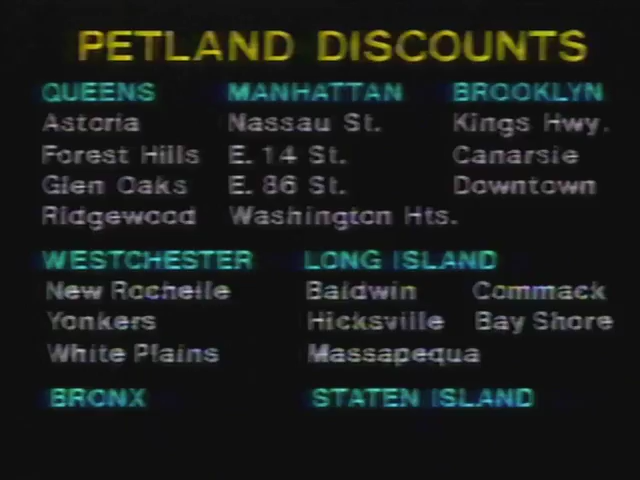 PETLAND DISCOUNTS
QUEENS MANHATTAN BROOKLYN
Astoria Nassau St. Kings Hwy.
Forest Hills E. 14 St. Canarsie
Glen Oaks E. 86 St. Downtown
Ridgewood Washington Hts.
WESTCHESTER LONG ISLAND
New Rochelle Baldwin Commack
Yonkers Hicksville Bay Shore
White Plains Massapequa
BRONX STATEN ISLAND